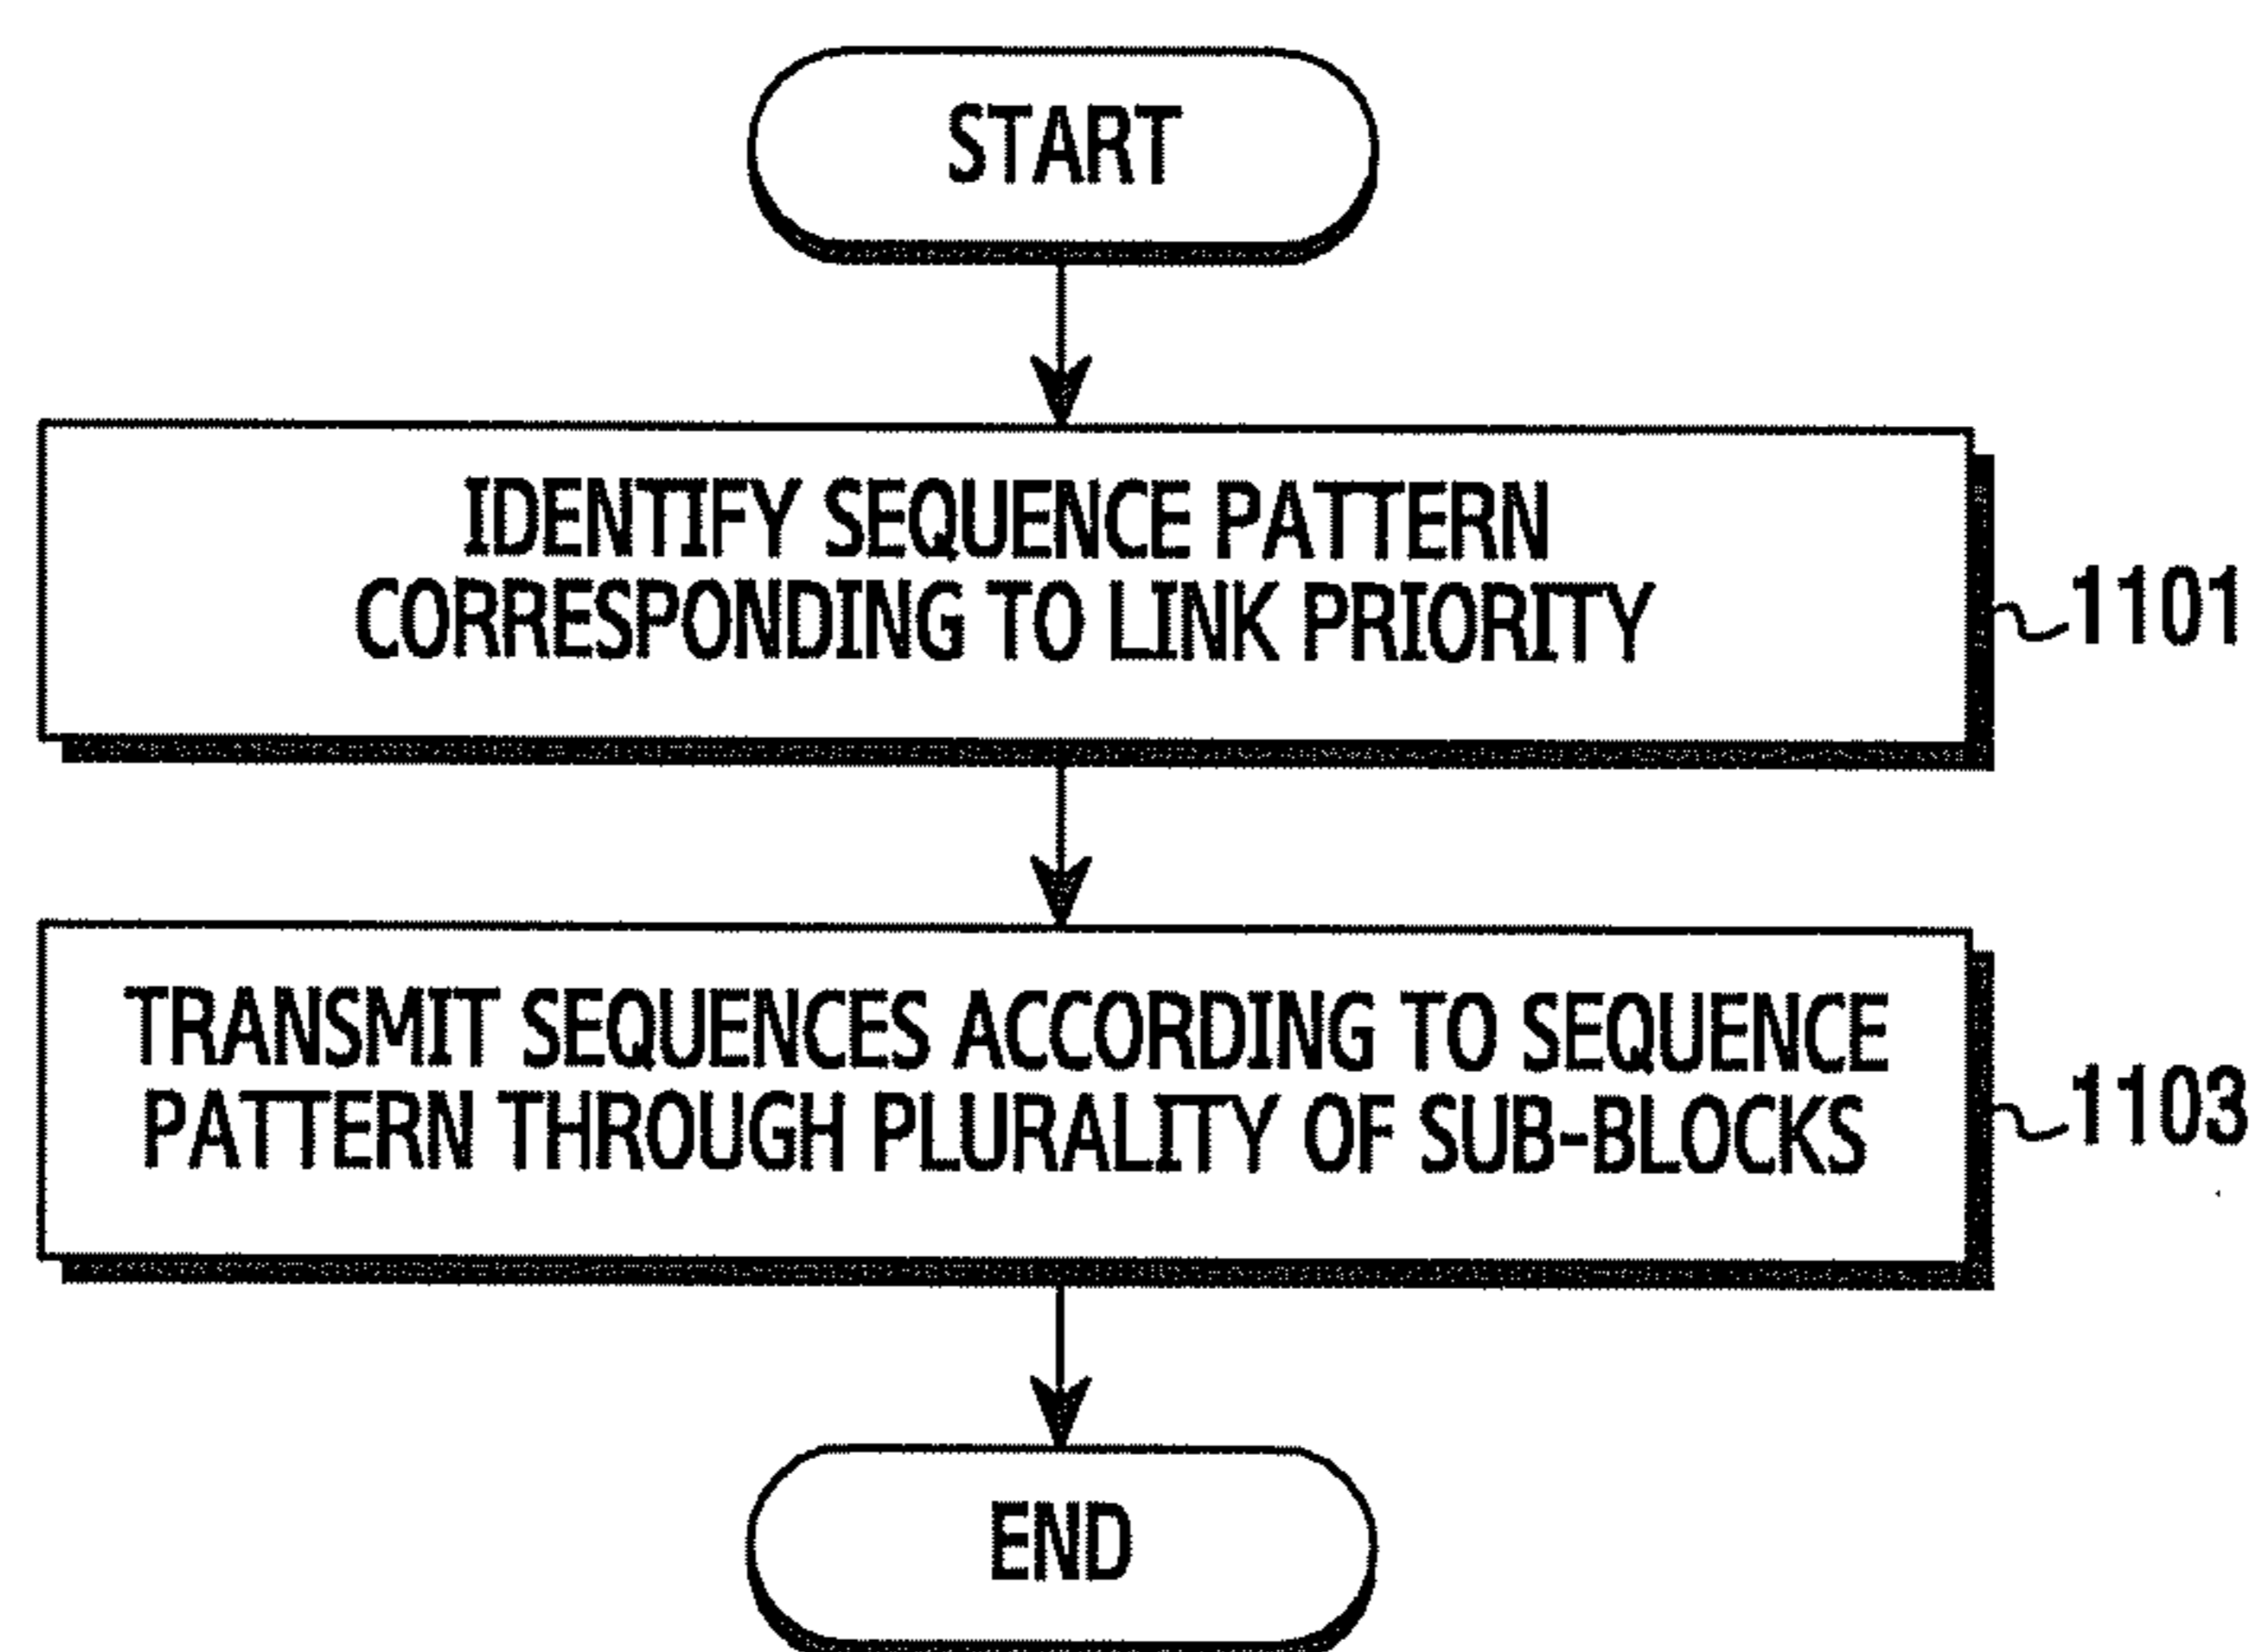 START
IDENTIFY SEQUENCE PATTERN
CORRESPONDING TO LINK PRIORITY
1101
TRANSMIT SEQUENCES ACCORDING TO SEQUENCE
PATTERN THROUGH PLURALITY OF SUB-BLOCKS
1103
END